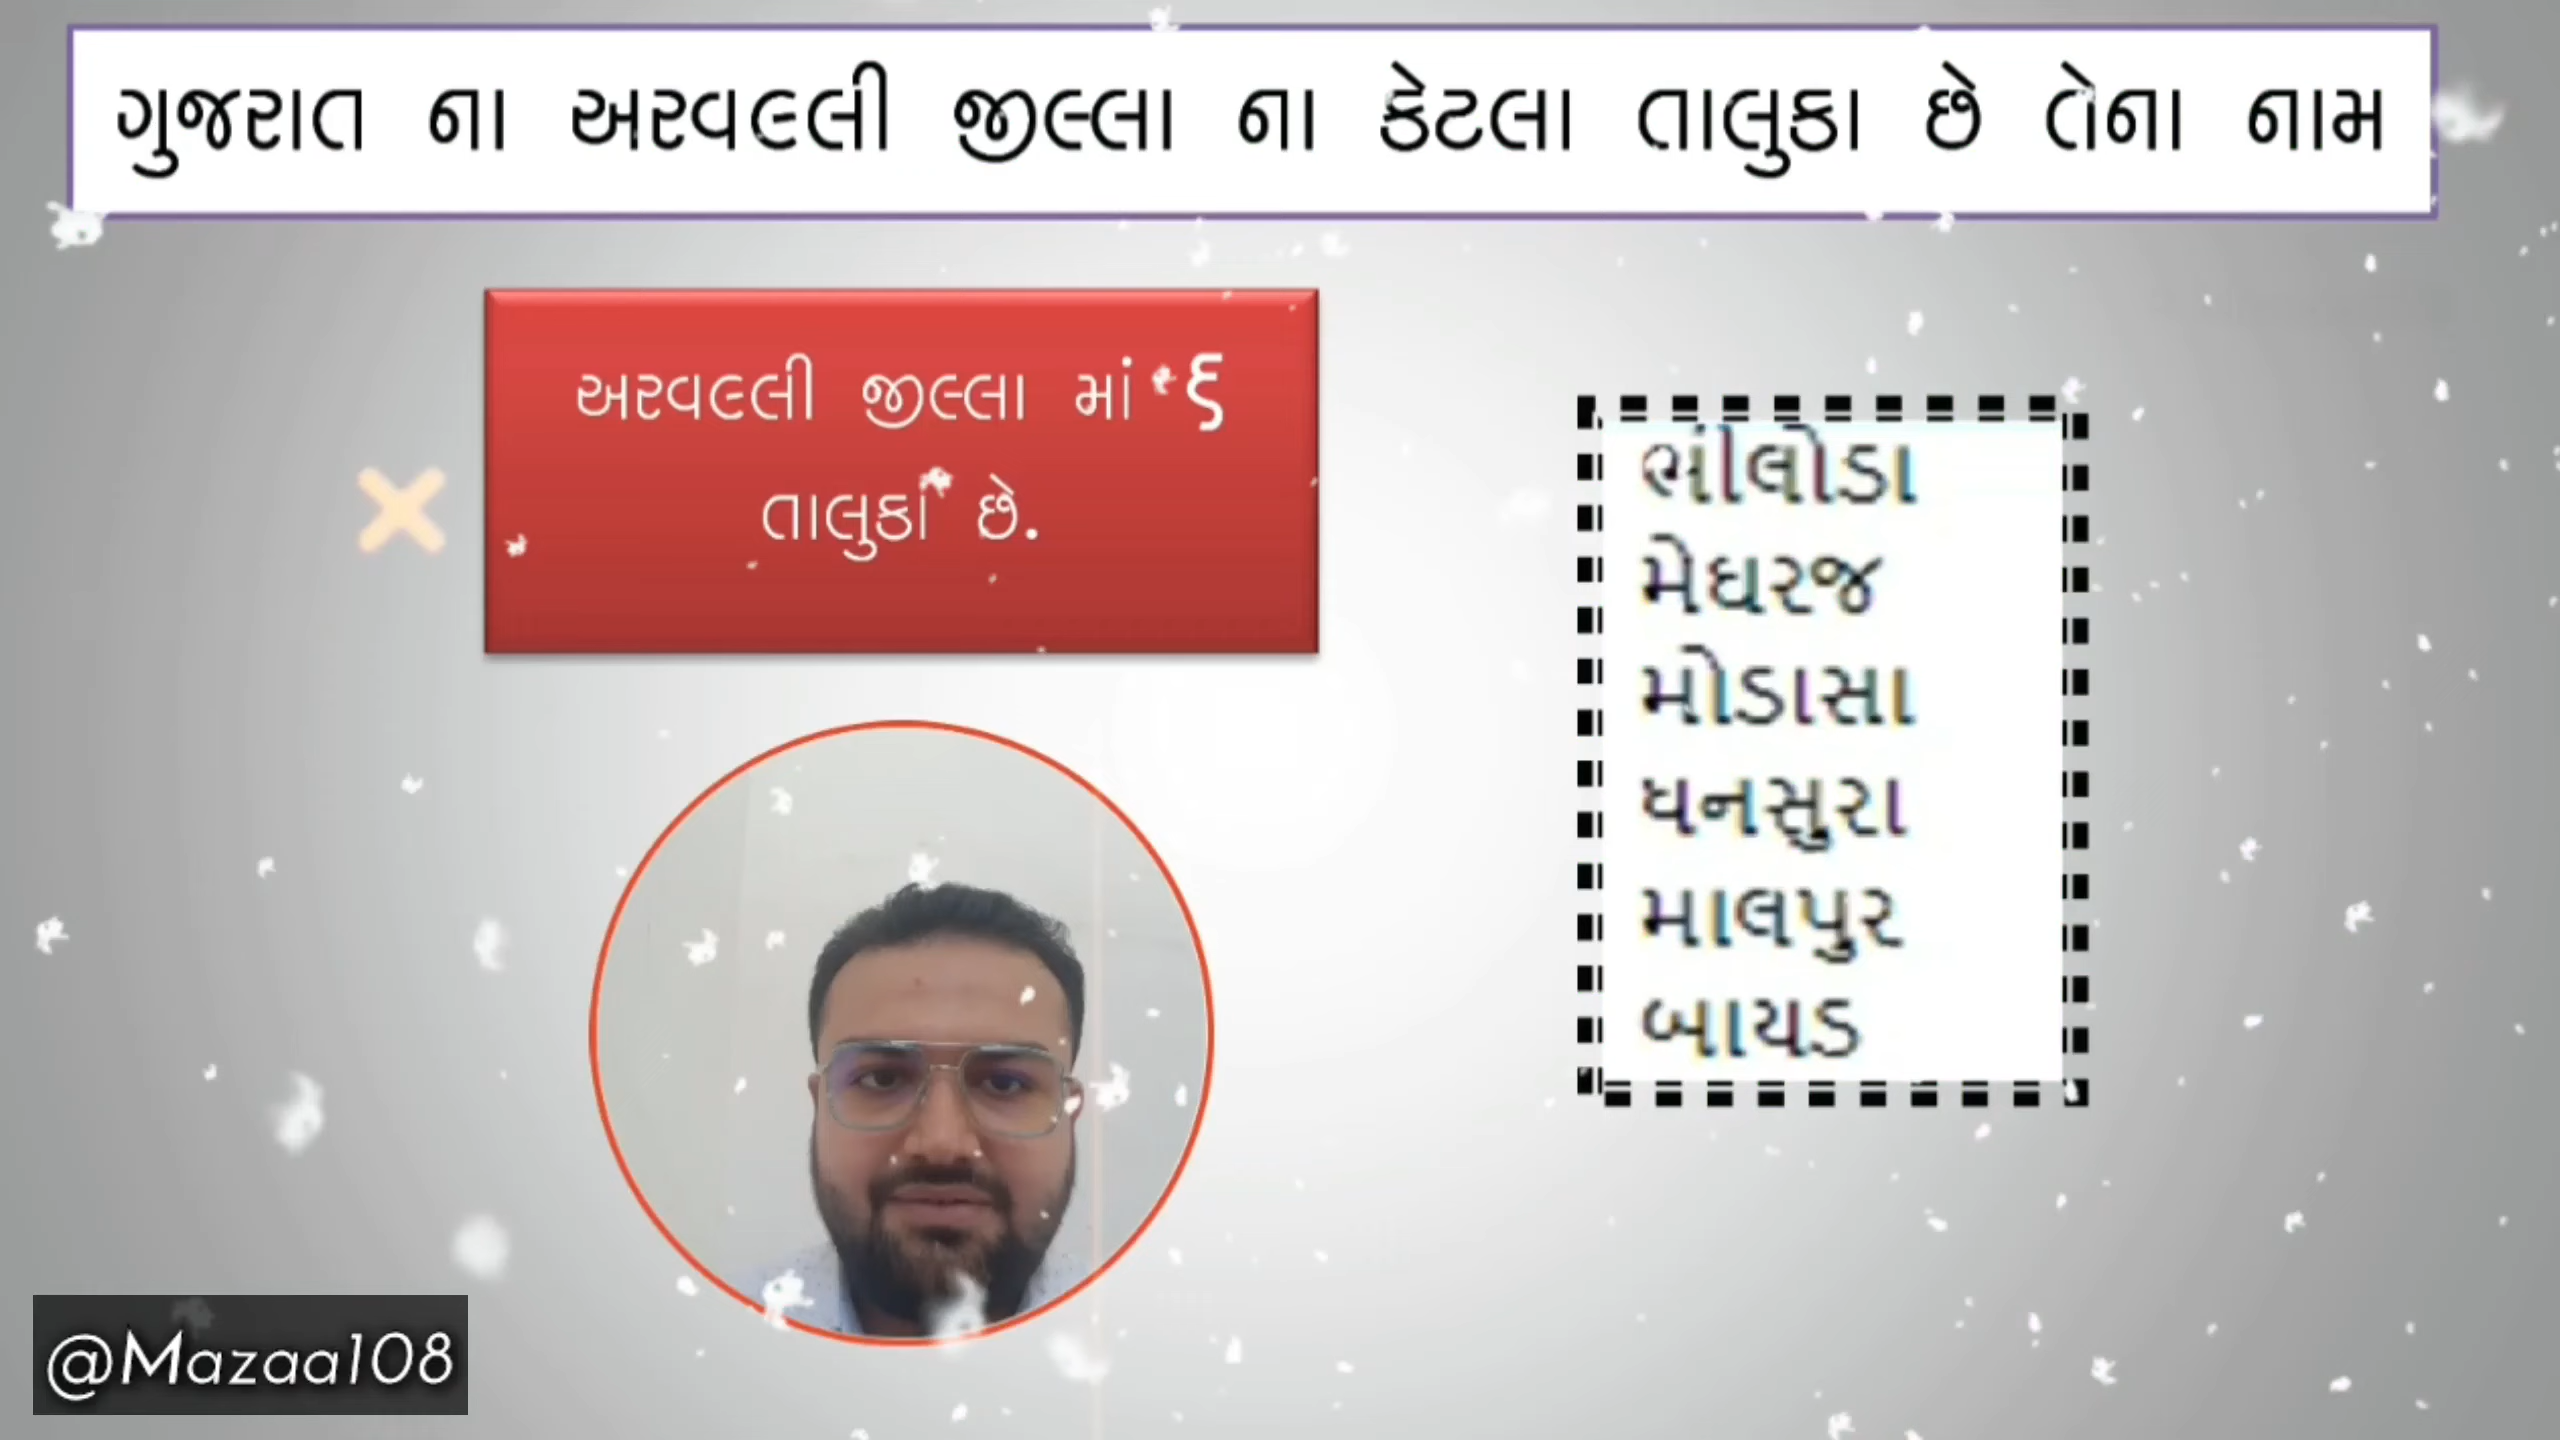 ગુજરાત ના અરવલ્લી જીલ્લા ના કેટલા તાલુકા છે તેના નામ
અરવલ્લી જીલ્લા માં ૬
તાલુકાં છે.
ભીલોડા
મેઘરજ
મોડાસા
ધનસુરા
માલપુર
બાયડ
@Mazaa108